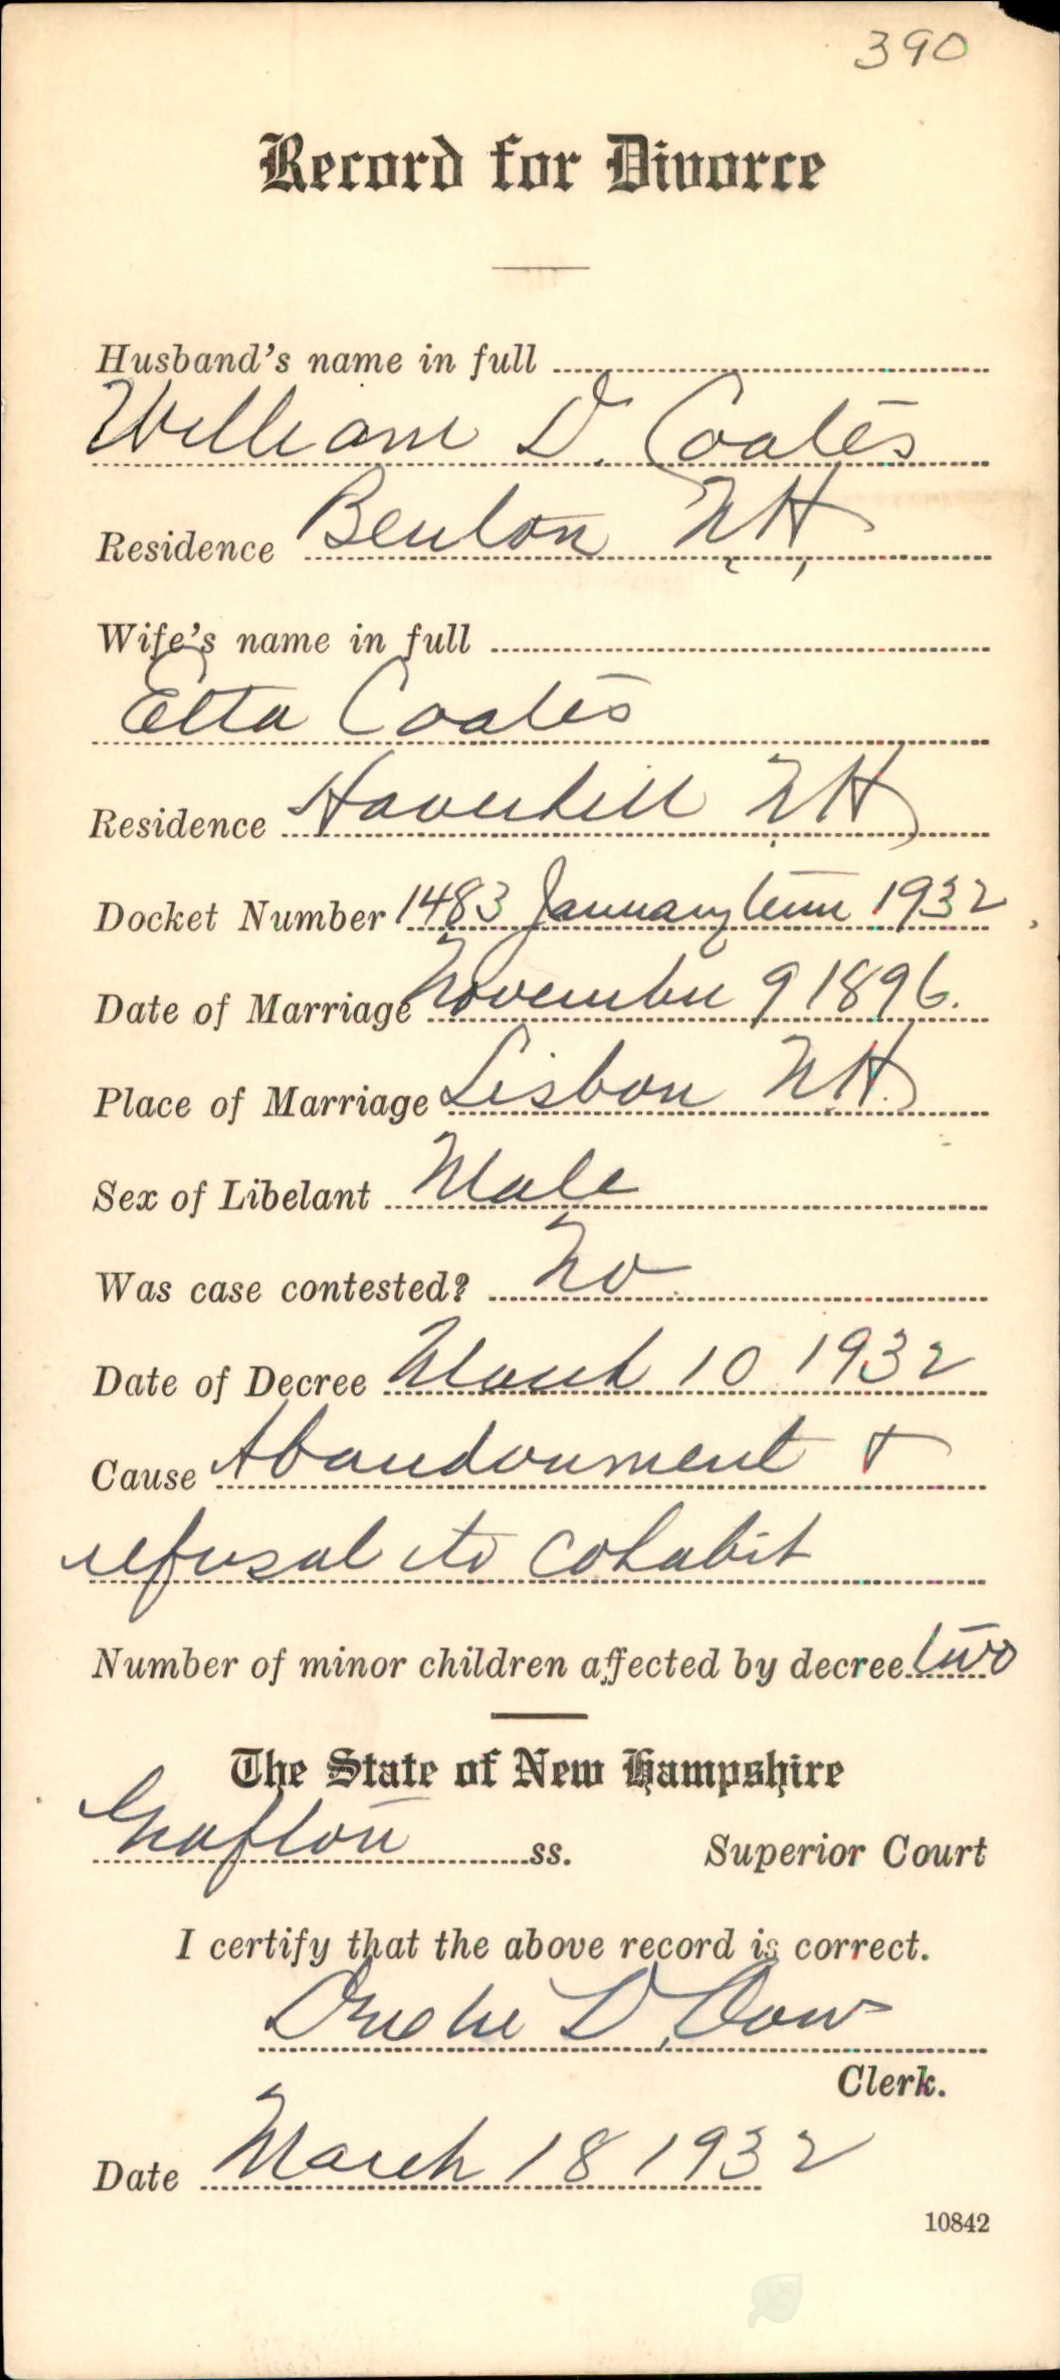 390
Record for Divorce
Husband's name in full
William D. Coates
Residence Benton N.H.
Wife's name in full
Etta Coates
Residence Haverhill N.H.
Docket Number 1483 January term 1932
Date of Marriage November 9 1896.
Place of Marriage Lisbon N.H.
Sex of Libelant Male
Was case contested? No
Date of Decree March 10 1932
Cause Abandonment &
refusal to cohabit
Number of minor children affected by decree two
The State of New Hampshire
Grafton ss. Superior Court
I certify that the above record is correct.
D. Dow
Clerk.
Date March 18 1932
10842